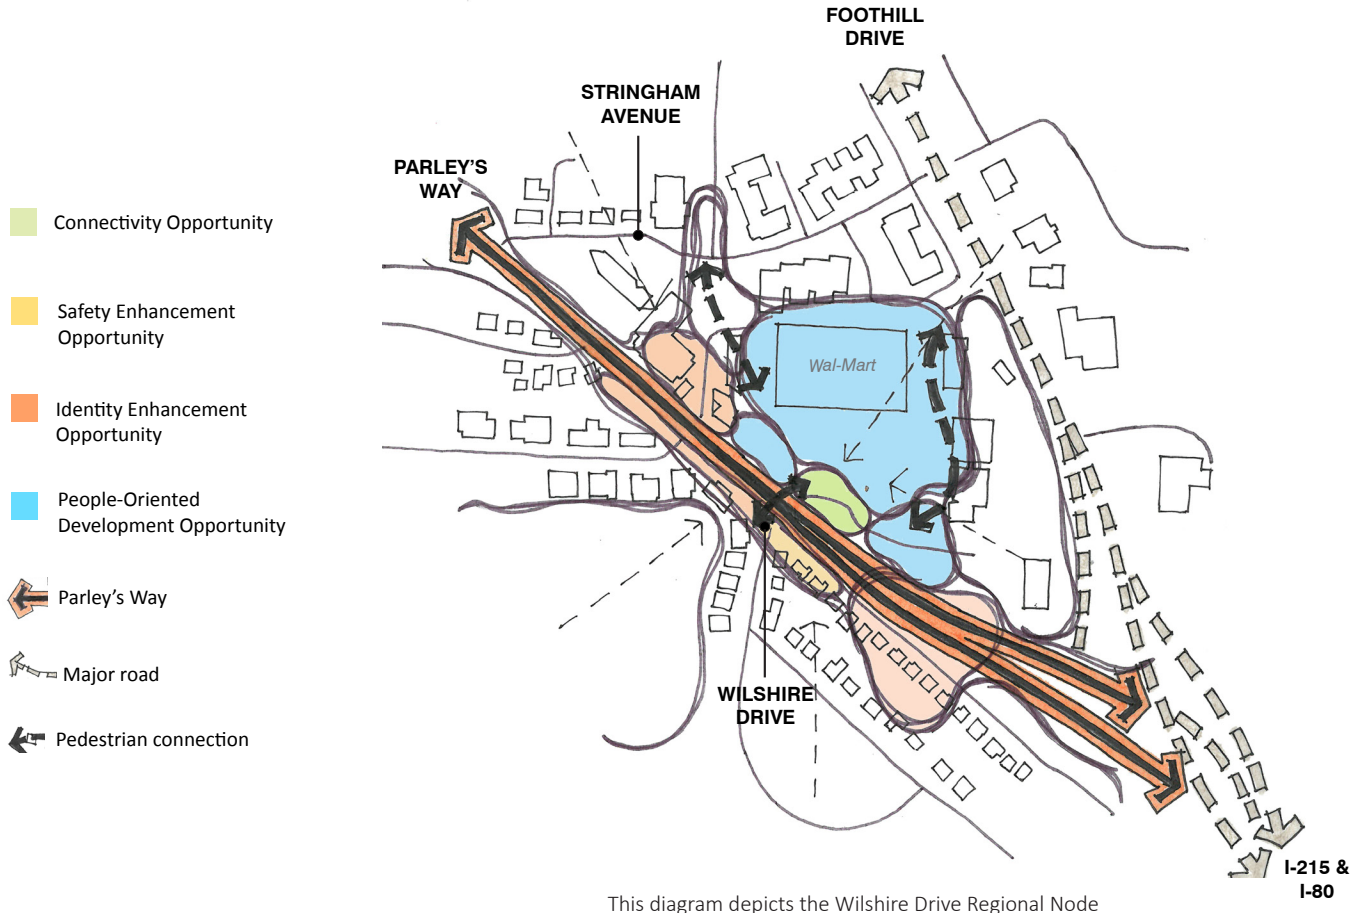 FOOTHILL
DRIVE
STRINGHAM
AVENUE
PARLEY'S
WAY
Connectivity Opportunity
Safety Enhancement
Opportunity
Identity Enhancement
Opportunity
People-Oriented
Development Opportunity
Parley's Way
Major road
Pedestrian connection
Wal-Mart
WILSHIRE
DRIVE
I-215 &
I-80
This diagram depicts the Wilshire Drive Regional Node